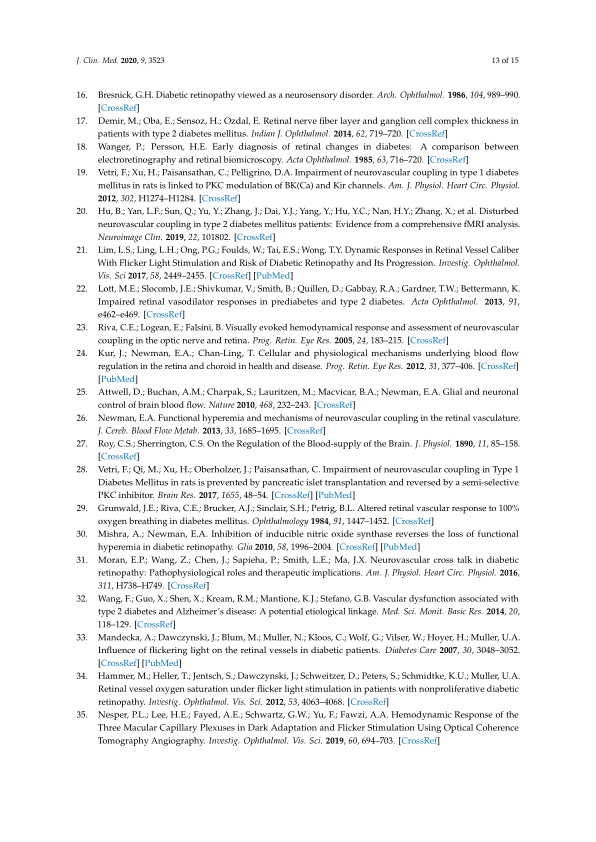 J. Clin. Med. 2020, 9, 3523
13 of 15
16. Bresnick, G.H. Diabetic retinopathy viewed as a neurosensory disorder. Arch. Ophthalmol. 1986, 104, 989–990.
[CrossRef]
17. Demir, M.; Oba, E.; Sensoz, H.; Ozdal, E. Retinal nerve fiber layer and ganglion cell complex thickness in
patients with type 2 diabetes mellitus. Indian J. Ophthalmol. 2014, 62, 719–720. [CrossRef]
18. Wanger, P.; Persson, H.E. Early diagnosis of retinal changes in diabetes: A comparison between
electroretinography and retinal biomicroscopy. Acta Ophthalmol. 1985, 63, 716–720. [CrossRef]
19. Vetri, F.; Xu, H.; Paisansathan, C.; Pelligrino, D.A. Impairment of neurovascular coupling in type 1 diabetes
mellitus in rats is linked to PKC modulation of BK(Ca) and Kir channels. Am. J. Physiol. Heart Circ. Physiol.
2012, 302, H1274–H1284. [CrossRef]
20. Hu, B.; Yan, L.F.; Sun, Q.; Yu, Y.; Zhang, J.; Dai, Y.J.; Yang, Y.; Hu, Y.C.; Nan, H.Y.; Zhang, X.; et al. Disturbed
neurovascular coupling in type 2 diabetes mellitus patients: Evidence from a comprehensive fMRI analysis.
Neuroimage Clin. 2019, 22, 101802. [CrossRef]
21. Lim, L.S.; Ling, L.H.; Ong, P.G.; Foulds, W.; Tai, E.S.; Wong, T.Y. Dynamic Responses in Retinal Vessel Caliber
With Flicker Light Stimulation and Risk of Diabetic Retinopathy and Its Progression. Investig. Ophthalmol.
Vis. Sci 2017, 58, 2449–2455. [CrossRef] [PubMed]
22. Lott, M.E.; Slocomb, J.E.; Shivkumar, V.; Smith, B.; Quillen, D.; Gabbay, R.A.; Gardner, T.W.; Bettermann, K.
Impaired retinal vasodilator responses in prediabetes and type 2 diabetes. Acta Ophthalmol. 2013, 91,
e462–e469. [CrossRef]
23. Riva, C.E.; Logean, E.; Falsini, B. Visually evoked hemodynamical response and assessment of neurovascular
coupling in the optic nerve and retina. Prog. Retin. Eye Res. 2005, 24, 183–215. [CrossRef]
24. Kur, J.; Newman, E.A.; Chan-Ling, T. Cellular and physiological mechanisms underlying blood flow
regulation in the retina and choroid in health and disease. Prog. Retin. Eye Res. 2012, 31, 377–406. [CrossRef]
[PubMed]
25. Attwell, D.; Buchan, A.M.; Charpak, S.; Lauritzen, M.; Macvicar, B.A.; Newman, E.A. Glial and neuronal
control of brain blood flow. Nature 2010, 468, 232–243. [CrossRef]
26. Newman, E.A. Functional hyperemia and mechanisms of neurovascular coupling in the retinal vasculature.
J. Cereb. Blood Flow Metab. 2013, 33, 1685–1695. [CrossRef]
27. Roy, C.S.; Sherrington, C.S. On the Regulation of the Blood-supply of the Brain. J. Physiol. 1890, 11, 85–158.
[CrossRef]
28. Vetri, F.; Qi, M.; Xu, H.; Oberholzer, J.; Paisansathan, C. Impairment of neurovascular coupling in Type 1
Diabetes Mellitus in rats is prevented by pancreatic islet transplantation and reversed by a semi-selective
PKC inhibitor. Brain Res. 2017, 1655, 48–54. [CrossRef] [PubMed]
29. Grunwald, J.E.; Riva, C.E.; Brucker, A.J.; Sinclair, S.H.; Petrig, B.L. Altered retinal vascular response to 100%
oxygen breathing in diabetes mellitus. Ophthalmology 1984, 91, 1447–1452. [CrossRef]
30. Mishra, A.; Newman, E.A. Inhibition of inducible nitric oxide synthase reverses the loss of functional
hyperemia in diabetic retinopathy. Glia 2010, 58, 1996–2004. [CrossRef] [PubMed]
31. Moran, E.P.; Wang, Z.; Chen, J.; Sapieha, P.; Smith, L.E.; Ma, J.X. Neurovascular cross talk in diabetic
retinopathy: Pathophysiological roles and therapeutic implications. Am. J. Physiol. Heart Circ. Physiol. 2016,
311, H738–H749. [CrossRef]
32. Wang, F.; Guo, X.; Shen, X.; Kream, R.M.; Mantione, K.J.; Stefano, G.B. Vascular dysfunction associated with
type 2 diabetes and Alzheimer's disease: A potential etiological linkage. Med. Sci. Monit. Basic Res. 2014, 20,
118–129. [CrossRef]
33. Mandecka, A.; Dawczynski, J.; Blum, M.; Muller, N.; Kloos, C.; Wolf, G.; Vilser, W.; Hoyer, H.; Muller, U.A.
Influence of flickering light on the retinal vessels in diabetic patients. Diabetes Care 2007, 30, 3048–3052.
[CrossRef] [PubMed]
34. Hammer, M.; Heller, T.; Jentsch, S.; Dawczynski, J.; Schweitzer, D.; Peters, S.; Schmidtke, K.U.; Muller, U.A.
Retinal vessel oxygen saturation under flicker light stimulation in patients with nonproliferative diabetic
retinopathy. Investig. Ophthalmol. Vis. Sci. 2012, 53, 4063–4068. [CrossRef]
35. Nesper, P.L.; Lee, H.E.; Fayed, A.E.; Schwartz, G.W.; Yu, F.; Fawzi, A.A. Hemodynamic Response of the
Three Macular Capillary Plexuses in Dark Adaptation and Flicker Stimulation Using Optical Coherence
Tomography Angiography. Investig. Ophthalmol. Vis. Sci. 2019, 60, 694–703. [CrossRef]